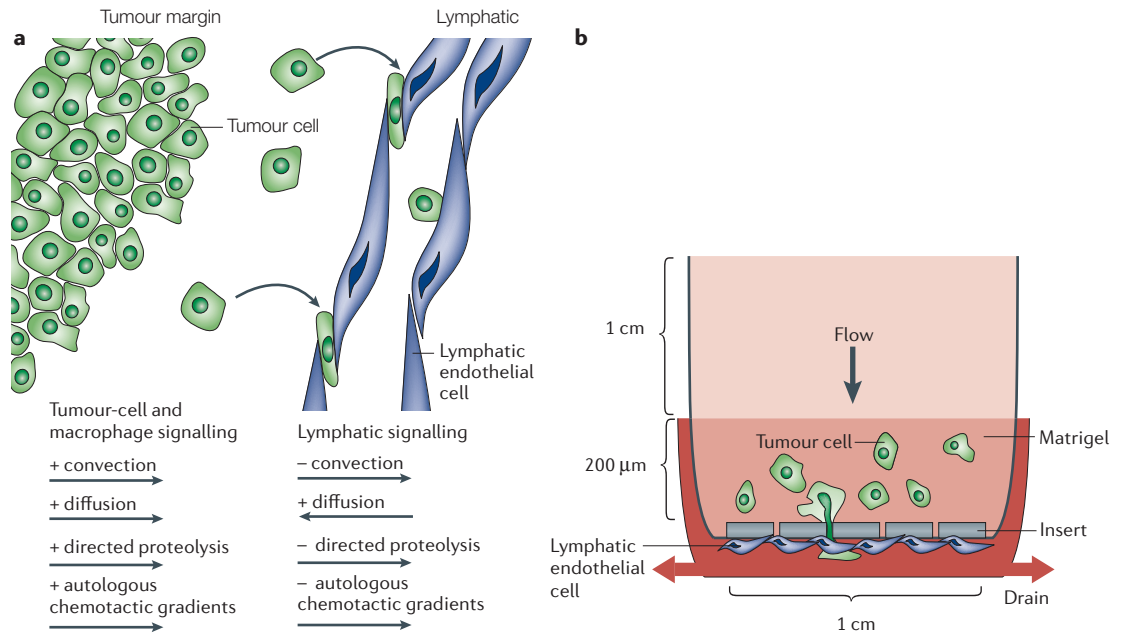 a
Tumour margin
Lymphatic
Tumour cell
Lymphatic
endothelial
cell
Tumour-cell and
macrophage signalling
+ convection
+ diffusion
+ directed proteolysis
+ autologous
chemotactic gradients
Lymphatic signalling
– convection
+ diffusion
– directed proteolysis
– autologous
chemotactic gradients
b
1 cm
Flow
Tumour cell
Matrigel
200 μm
Insert
Lymphatic
endothelial
cell
Drain
1 cm